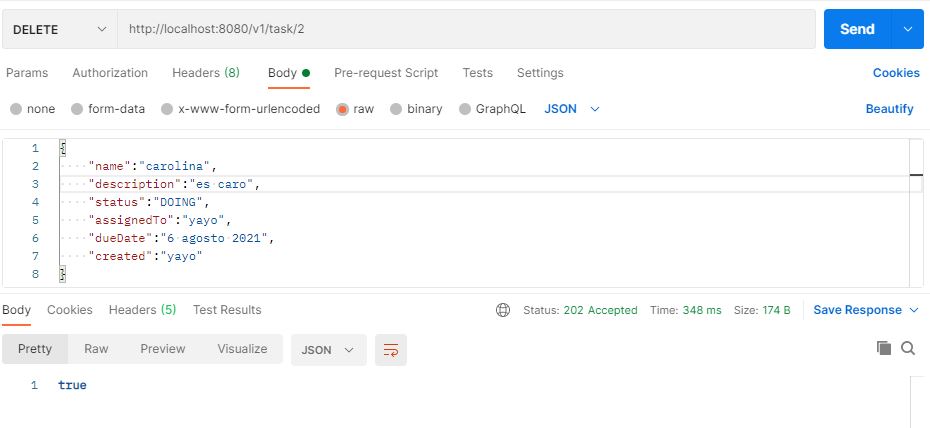 DELETE http://localhost:8080/v1/task/2 Send
Params Authorization Headers (8) Body Pre-request Script Tests Settings Cookies
none form-data x-www-form-urlencoded raw binary GraphQL JSON Beautify
1 {
2 "name":"carolina",
3 "description":"es caro",
4 "status":"DOING",
5 "assignedTo":"yayo",
6 "dueDate":"6 agosto 2021",
7 "created":"yayo"
8 }
Body Cookies Headers (5) Test Results Status: 202 Accepted Time: 348 ms Size: 174 B Save Response
Pretty Raw Preview Visualize JSON
1 true